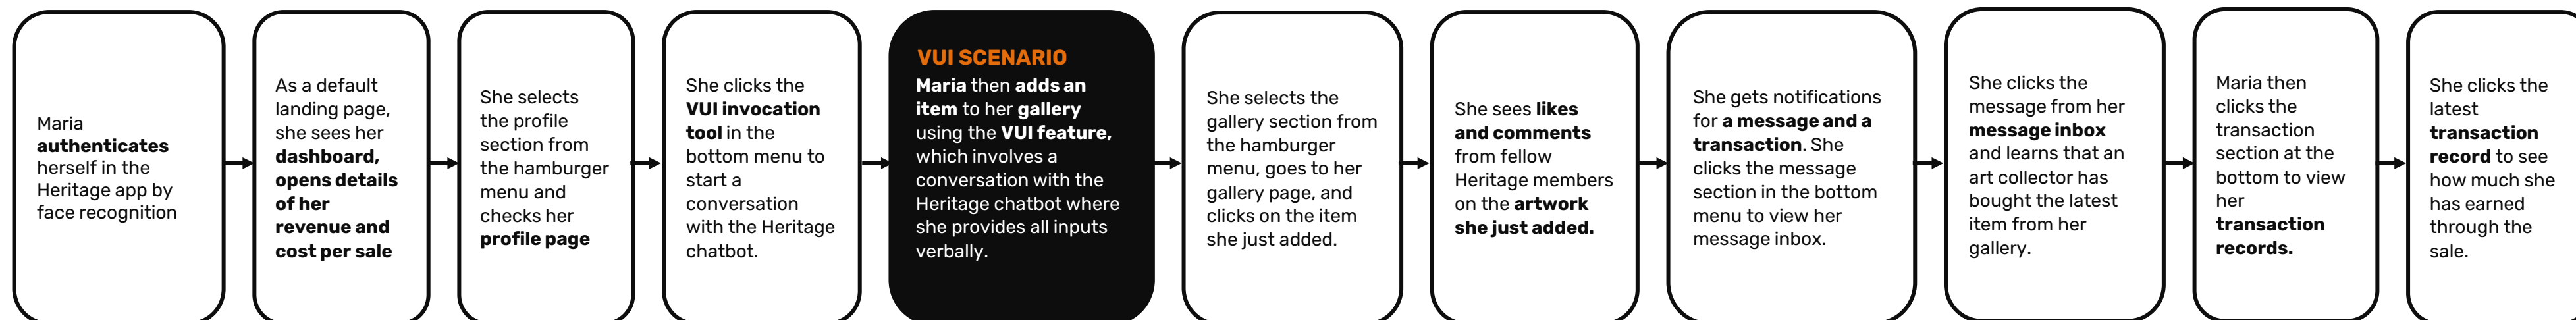 Maria
authenticates
herself in the
Heritage app by
face recognition
As a default
landing page,
she sees her
dashboard,
opens details
of her
revenue and
cost per sale
She selects
the profile
section from
the hamburger
menu and
checks her
profile page
She clicks the
VUI invocation
tool in the
bottom menu to
start a
conversation
with the Heritage
chatbot.
VUI SCENARIO
Maria then adds an
item to her gallery
using the VUI feature,
which involves a
conversation with the
Heritage chatbot where
she provides all inputs
verbally.
She selects the
gallery section from
the hamburger
menu, goes to her
gallery page, and
clicks on the item
she just added.
She sees likes
and comments
from fellow
Heritage members
on the artwork
she just added.
She gets notifications
for a message and a
transaction. She
clicks the message
section in the bottom
menu to view her
message inbox.
She clicks the
message from her
message inbox
and learns that an
art collector has
bought the latest
item from her
gallery.
Maria then
clicks the
transaction
section at the
bottom to view
her
transaction
records.
She clicks the
latest
transaction
record to see
how much she
has earned
through the
sale.